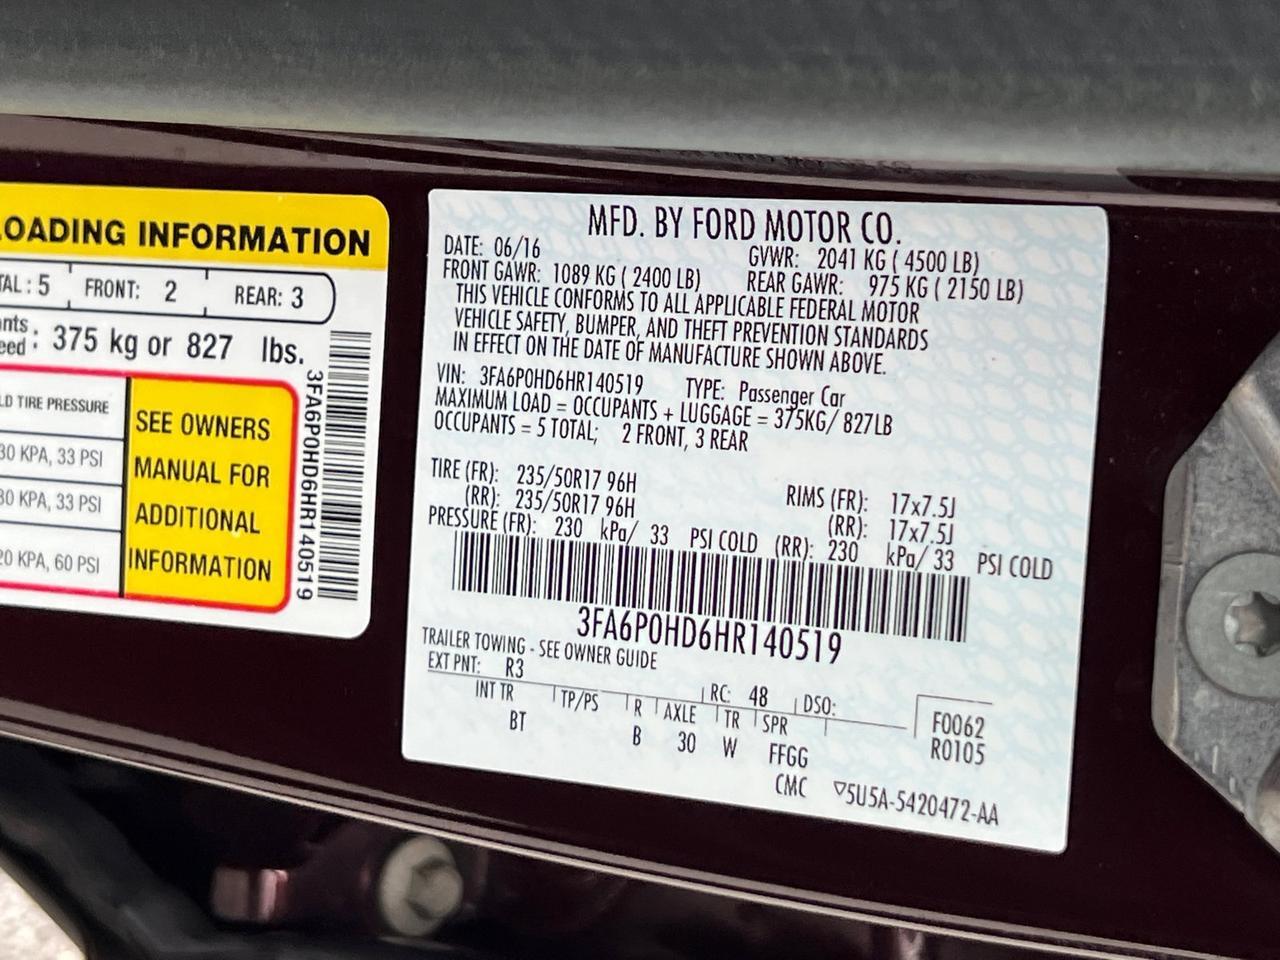 LOADING INFORMATION
TAL: 5 FRONT: 2 REAR: 3
nts
eed : 375 kg or 827 lbs.
LD TIRE PRESSURE
30 KPA, 33 PSI
30 KPA, 33 PSI
20 KPA, 60 PSI
SEE OWNERS
MANUAL FOR
ADDITIONAL
INFORMATION
3FA6P0HD6HR140519
MFD. BY FORD MOTOR CO.
DATE: 06/16 GVWR: 2041 KG ( 4500 LB)
FRONT GAWR: 1089 KG ( 2400 LB) REAR GAWR: 975 KG ( 2150 LB)
THIS VEHICLE CONFORMS TO ALL APPLICABLE FEDERAL MOTOR
VEHICLE SAFETY, BUMPER, AND THEFT PREVENTION STANDARDS
IN EFFECT ON THE DATE OF MANUFACTURE SHOWN ABOVE.
VIN: 3FA6P0HD6HR140519 TYPE: Passenger Car
MAXIMUM LOAD = OCCUPANTS + LUGGAGE = 375KG/ 827LB
OCCUPANTS = 5 TOTAL; 2 FRONT, 3 REAR
TIRE (FR): 235/50R17 96H RIMS (FR): 17x7.5J
(RR): 235/50R17 96H (RR): 17x7.5J
PRESSURE (FR): 230 kPa/ 33 PSI COLD (RR): 230 kPa/ 33 PSI COLD
3FA6P0HD6HR140519
TRAILER TOWING - SEE OWNER GUIDE
EXT PNT: R3 RC: 48 DSO:
INT TR TP/PS R AXLE TR SPR F0062
BT B 30 W FFGG R0105
CMC ▽5U5A-5420472-AA